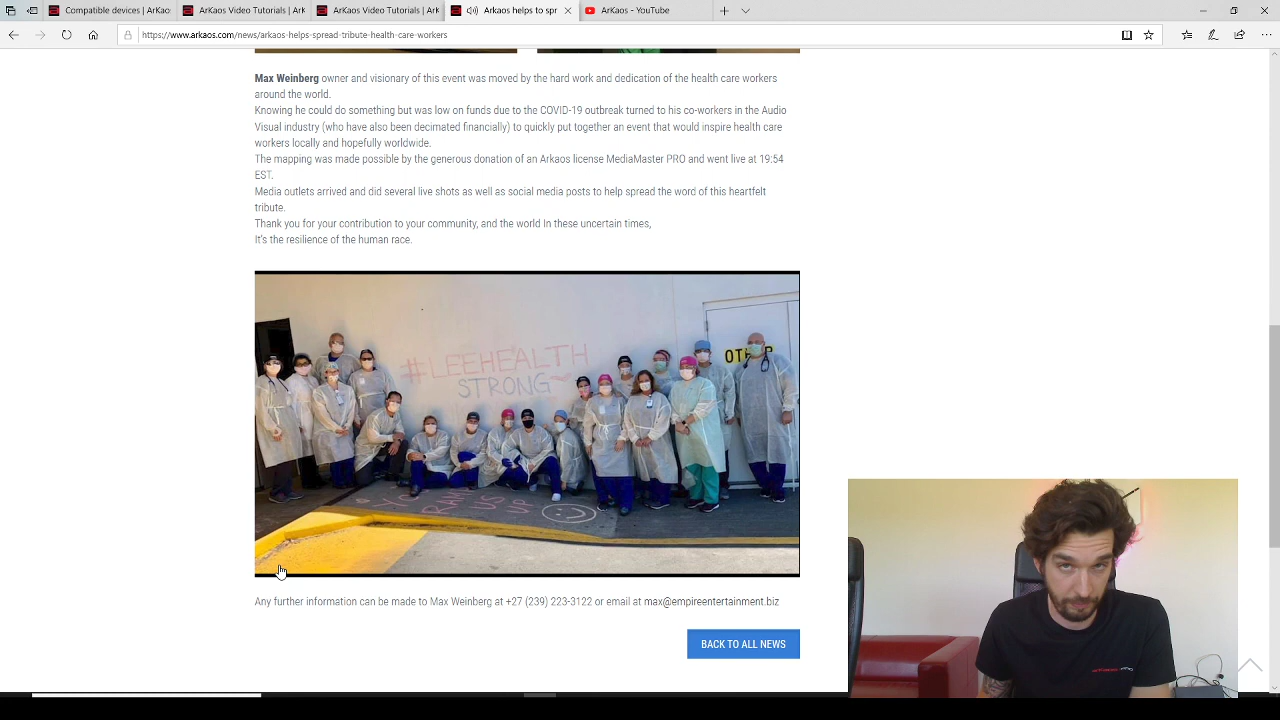 Compatible devices | Arkaos
ArKaos Video Tutorials | Ark
ArKaos Video Tutorials | Ark
ArKaos helps to spr
ArKaos - YouTube
https://www.arkaos.com/news/arkaos-helps-spread-tribute-health-care-workers
Max Weinberg owner and visionary of this event was moved by the hard work and dedication of the health care workers
around the world.
Knowing he could do something but was low on funds due to the COVID-19 outbreak turned to his co-workers in the Audio
Visual industry (who have also been decimated financially) to quickly put together an event that would inspire health care
workers locally and hopefully worldwide.
The mapping was made possible by the generous donation of an Arkaos license MediaMaster PRO and went live at 19:54
EST.
Media outlets arrived and did several live shots as well as social media posts to help spread the word of this heartfelt
tribute.
Thank you for your contribution to your community, and the world In these uncertain times,
It's the resilience of the human race.
#LEEHEALTH
STRONG
Any further information can be made to Max Weinberg at +27 (239) 223-3122 or email at max@empireentertainment.biz
BACK TO ALL NEWS